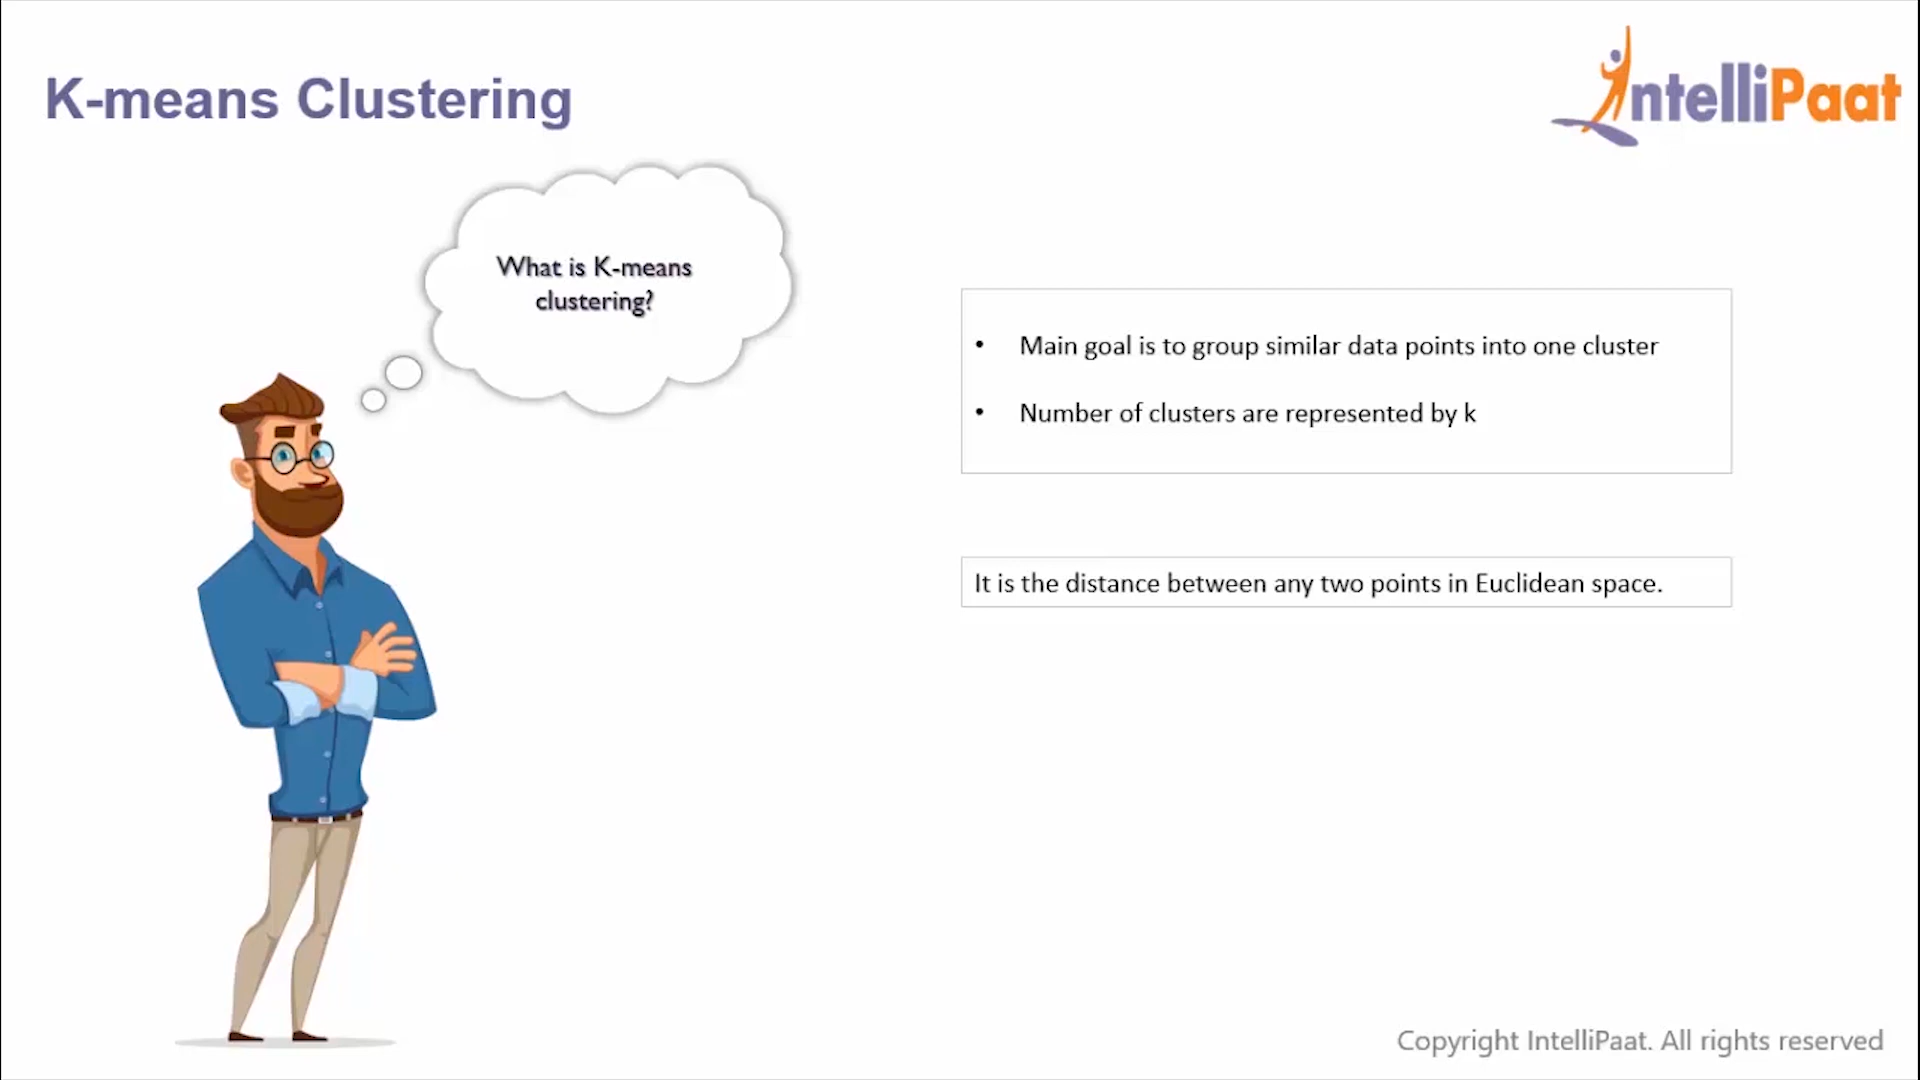 K-means Clustering
IntelliPaat
What is K-means
clustering?
• Main goal is to group similar data points into one cluster
• Number of clusters are represented by k
It is the distance between any two points in Euclidean space.
Copyright IntelliPaat. All rights reserved